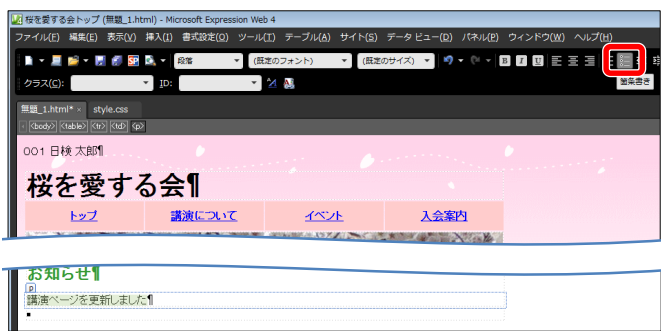 桜を愛する会トップ (無題_1.html) - Microsoft Expression Web 4
ファイル(F) 編集(E) 表示(V) 挿入(I) 書式設定(O) ツール(T) テーブル(A) サイト(S) データ ビュー(D) パネル(P) ウィンドウ(W) ヘルプ(H)
段落 (既定のフォント) (既定のサイズ) B I U
クラス(C): ID:
箇条書き
無題_1.html* × style.css
<body> <table> <tr> <td> <p>
001 日検 太郎¶
桜を愛する会¶
トップ 講演について イベント 入会案内
お知らせ¶
p
講演ページを更新しました¶